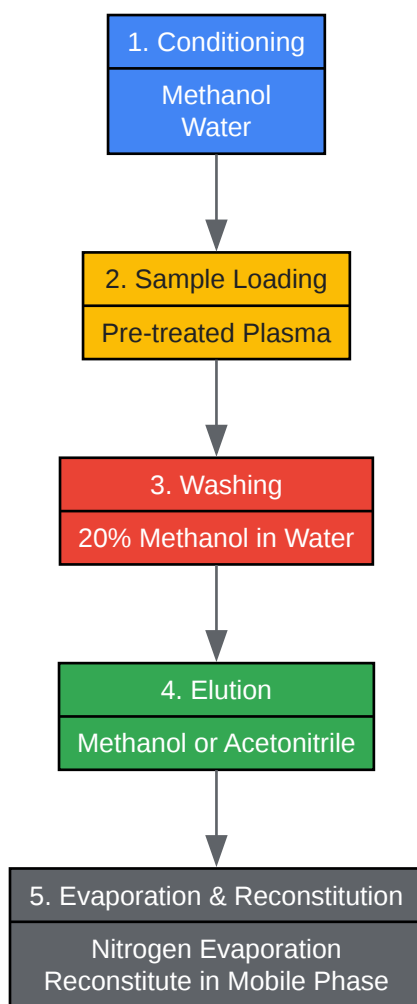 1. Conditioning
Methanol
Water
2. Sample Loading
Pre-treated Plasma
3. Washing
20% Methanol in Water
4. Elution
Methanol or Acetonitrile
5. Evaporation & Reconstitution
Nitrogen Evaporation
Reconstitute in Mobile Phase